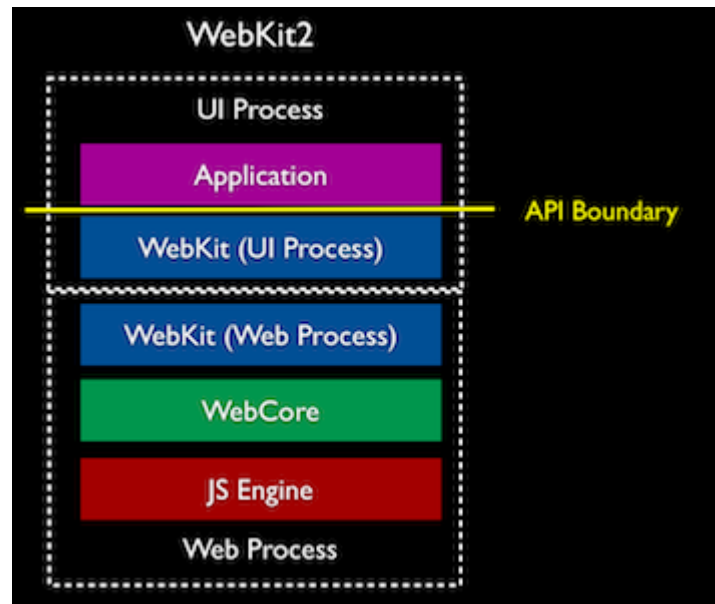 WebKit2
UI Process
Application
API Boundary
WebKit (UI Process)
WebKit (Web Process)
WebCore
JS Engine
Web Process